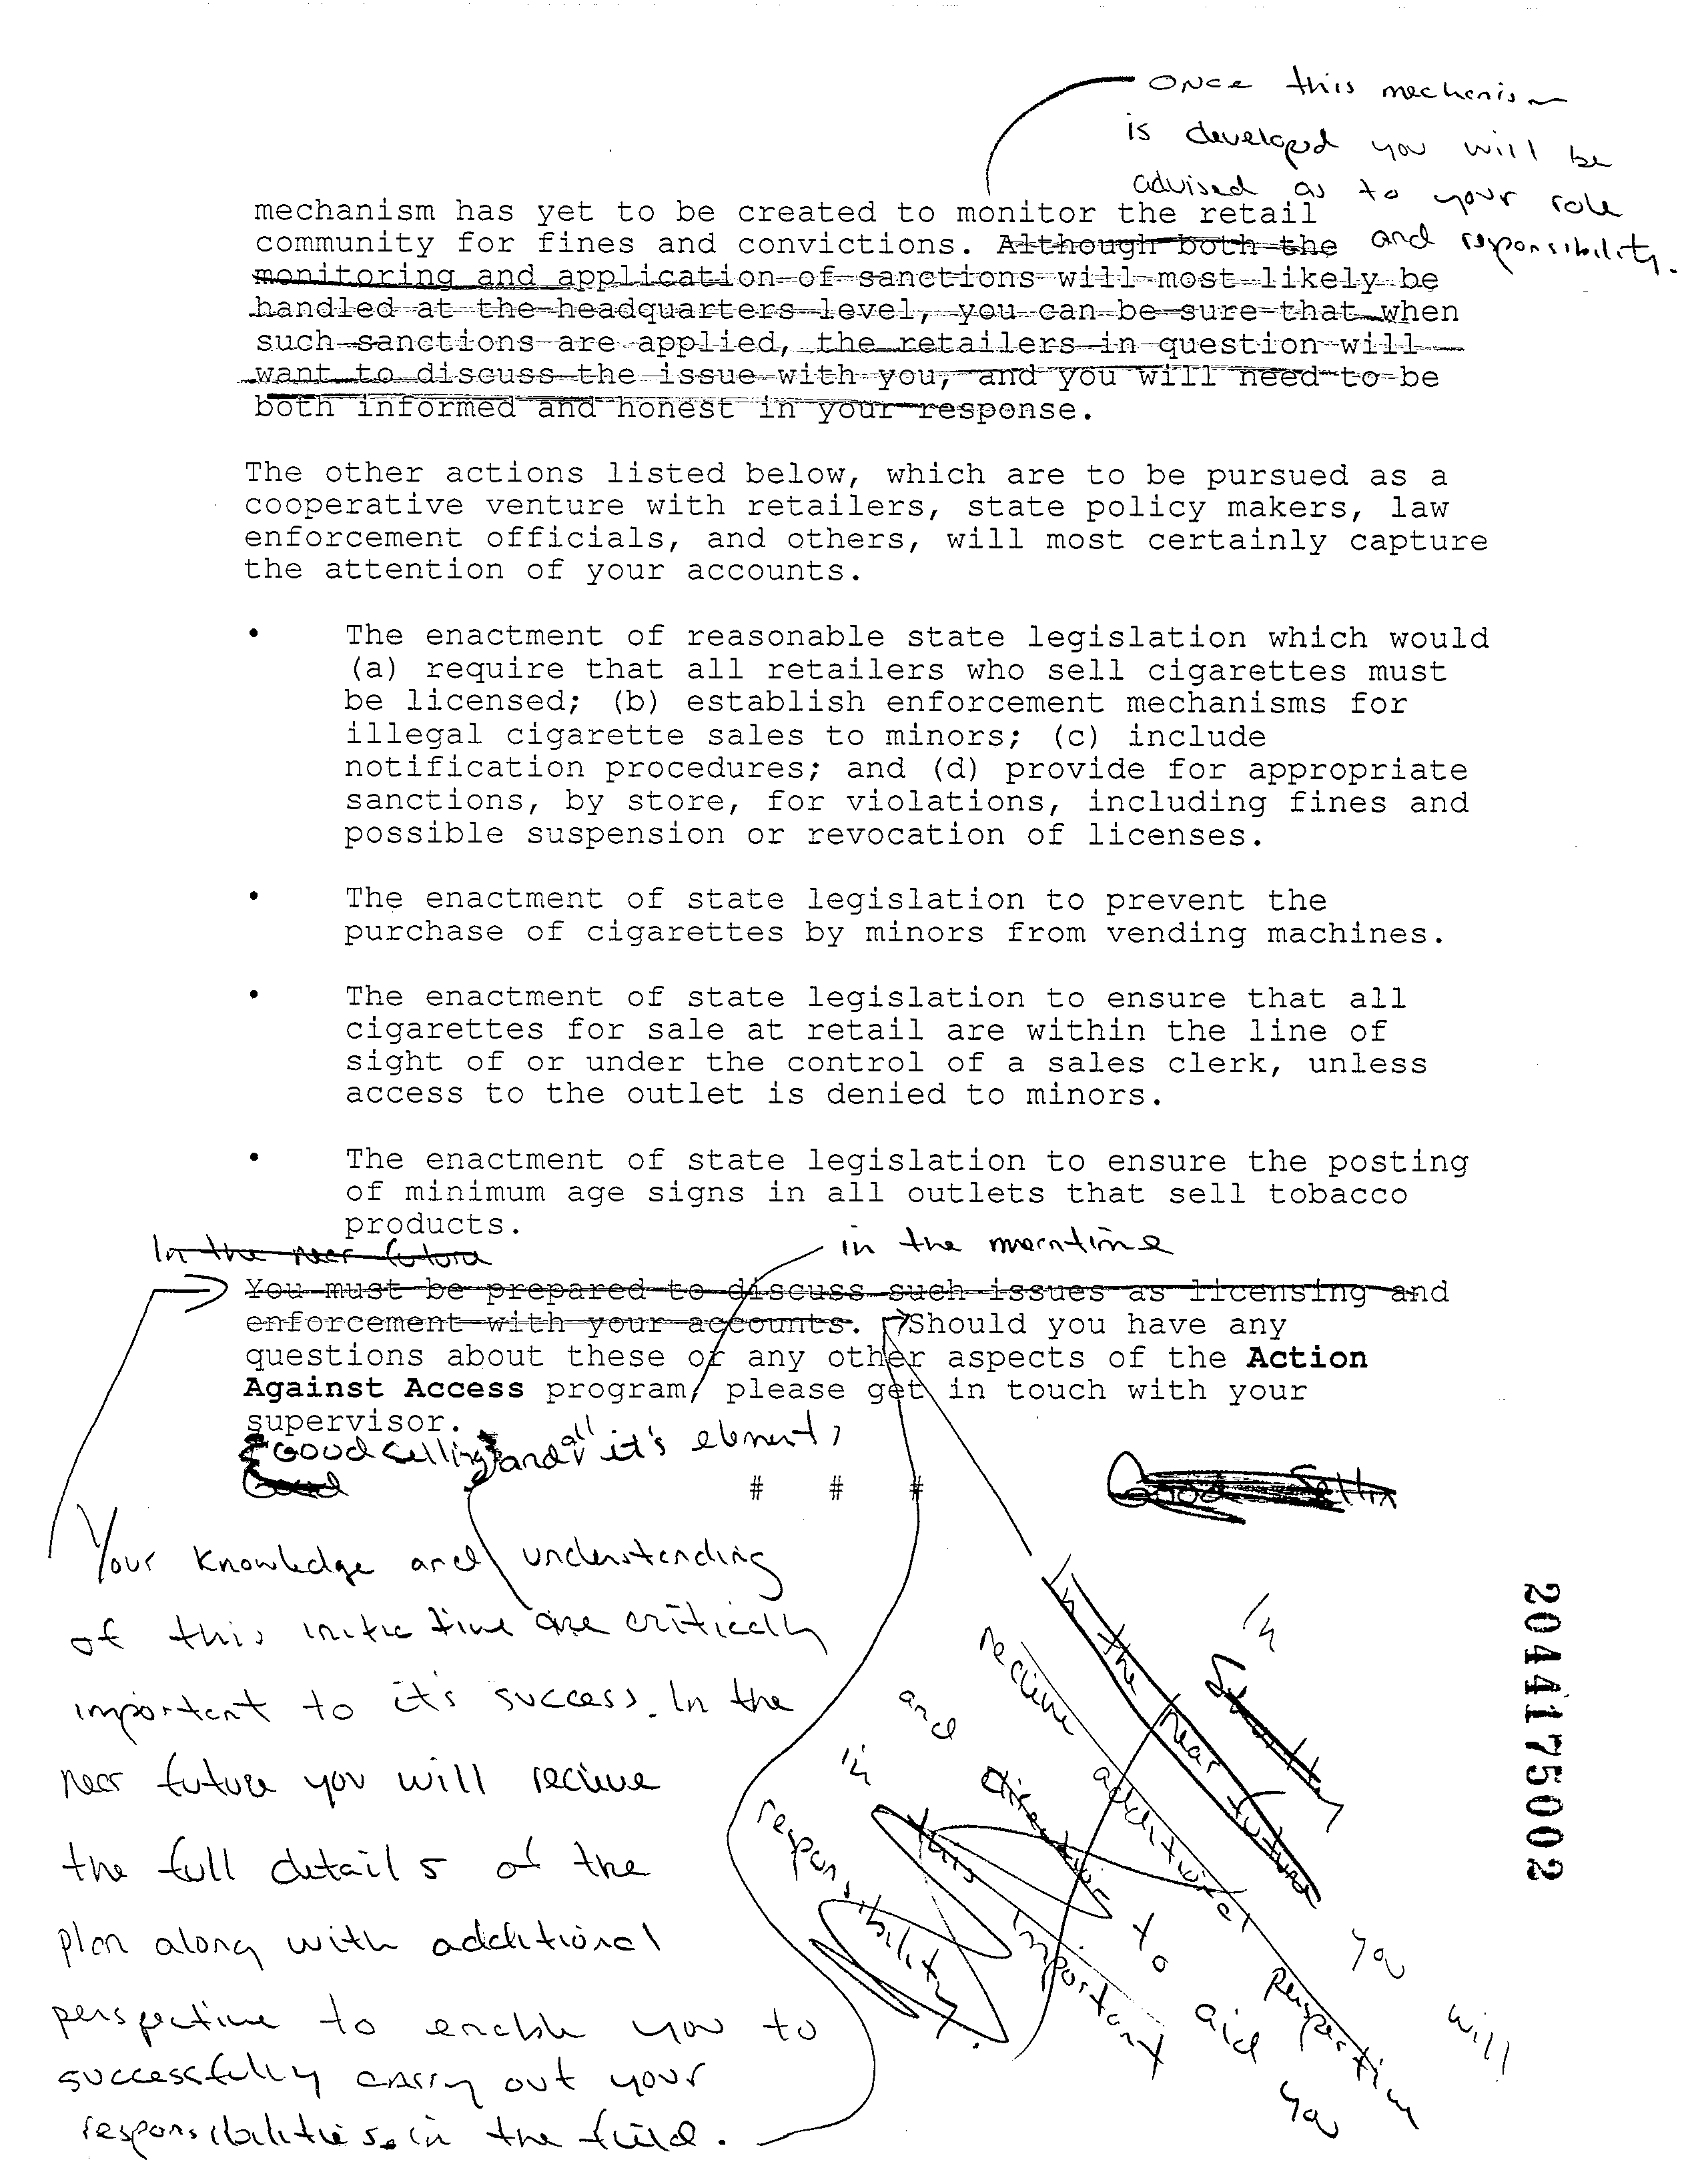 Once this mechanism
is developed you will be
advised as to your role
and responsibility.
mechanism has yet to be created to monitor the retail
community for fines and convictions. Although both the
monitoring and application of sanctions will most likely be
handled at the headquarters level, you can be sure that when
such sanctions are applied, the retailers in question will
want to discuss the issue with you, and you will need to be
both informed and honest in your response.
The other actions listed below, which are to be pursued as a
cooperative venture with retailers, state policy makers, law
enforcement officials, and others, will most certainly capture
the attention of your accounts.
• The enactment of reasonable state legislation which would
(a) require that all retailers who sell cigarettes must
be licensed; (b) establish enforcement mechanisms for
illegal cigarette sales to minors; (c) include
notification procedures; and (d) provide for appropriate
sanctions, by store, for violations, including fines and
possible suspension or revocation of licenses.
• The enactment of state legislation to prevent the
purchase of cigarettes by minors from vending machines.
• The enactment of state legislation to ensure that all
cigarettes for sale at retail are within the line of
sight of or under the control of a sales clerk, unless
access to the outlet is denied to minors.
• The enactment of state legislation to ensure the posting
of minimum age signs in all outlets that sell tobacco
products.
in the meantime
In the near future
You must be prepared to discuss such issues as licensing and
enforcement with your accounts. Should you have any
questions about these or any other aspects of the Action
Against Access program, please get in touch with your
supervisor.
Good Selling and all it's elements
Good
# # #
Good Sellin
Your knowledge and understanding
of this initiative are critically
important to it's success. In the
near future you will recieve
the full details of the
plan along with additional
perspective to enable you to
successfully carry out your
responsibilities in the field.
In
Shortly
you will
In the near future
recieve additional perspective
and direction to aid you
in this important
responsibility.
2044175002